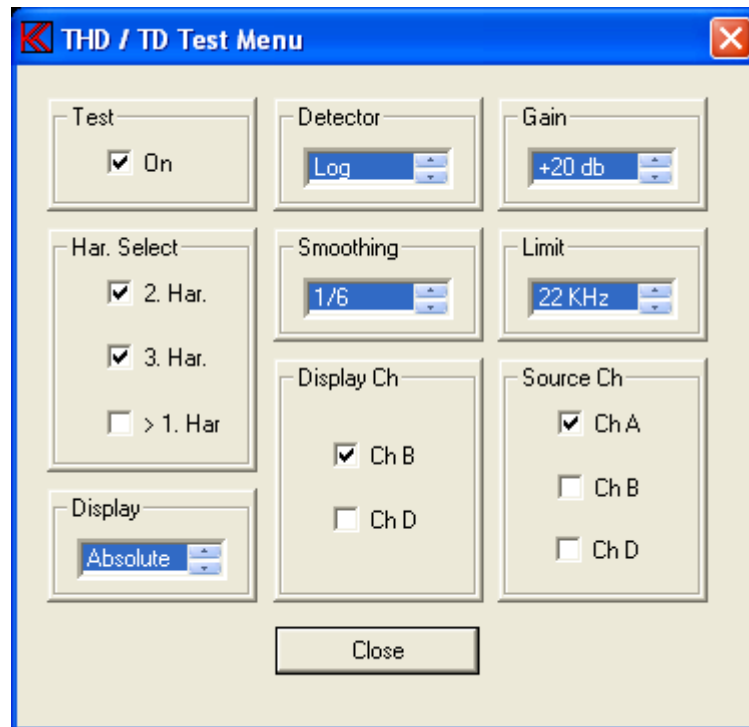 THD / TD Test Menu
Test
On
Detector
Log
Gain
+20 db
Har. Select
2. Har.
3. Har.
> 1. Har
Smoothing
1/6
Limit
22 KHz
Display Ch
Ch B
Ch D
Source Ch
Ch A
Ch B
Ch D
Display
Absolute
Close